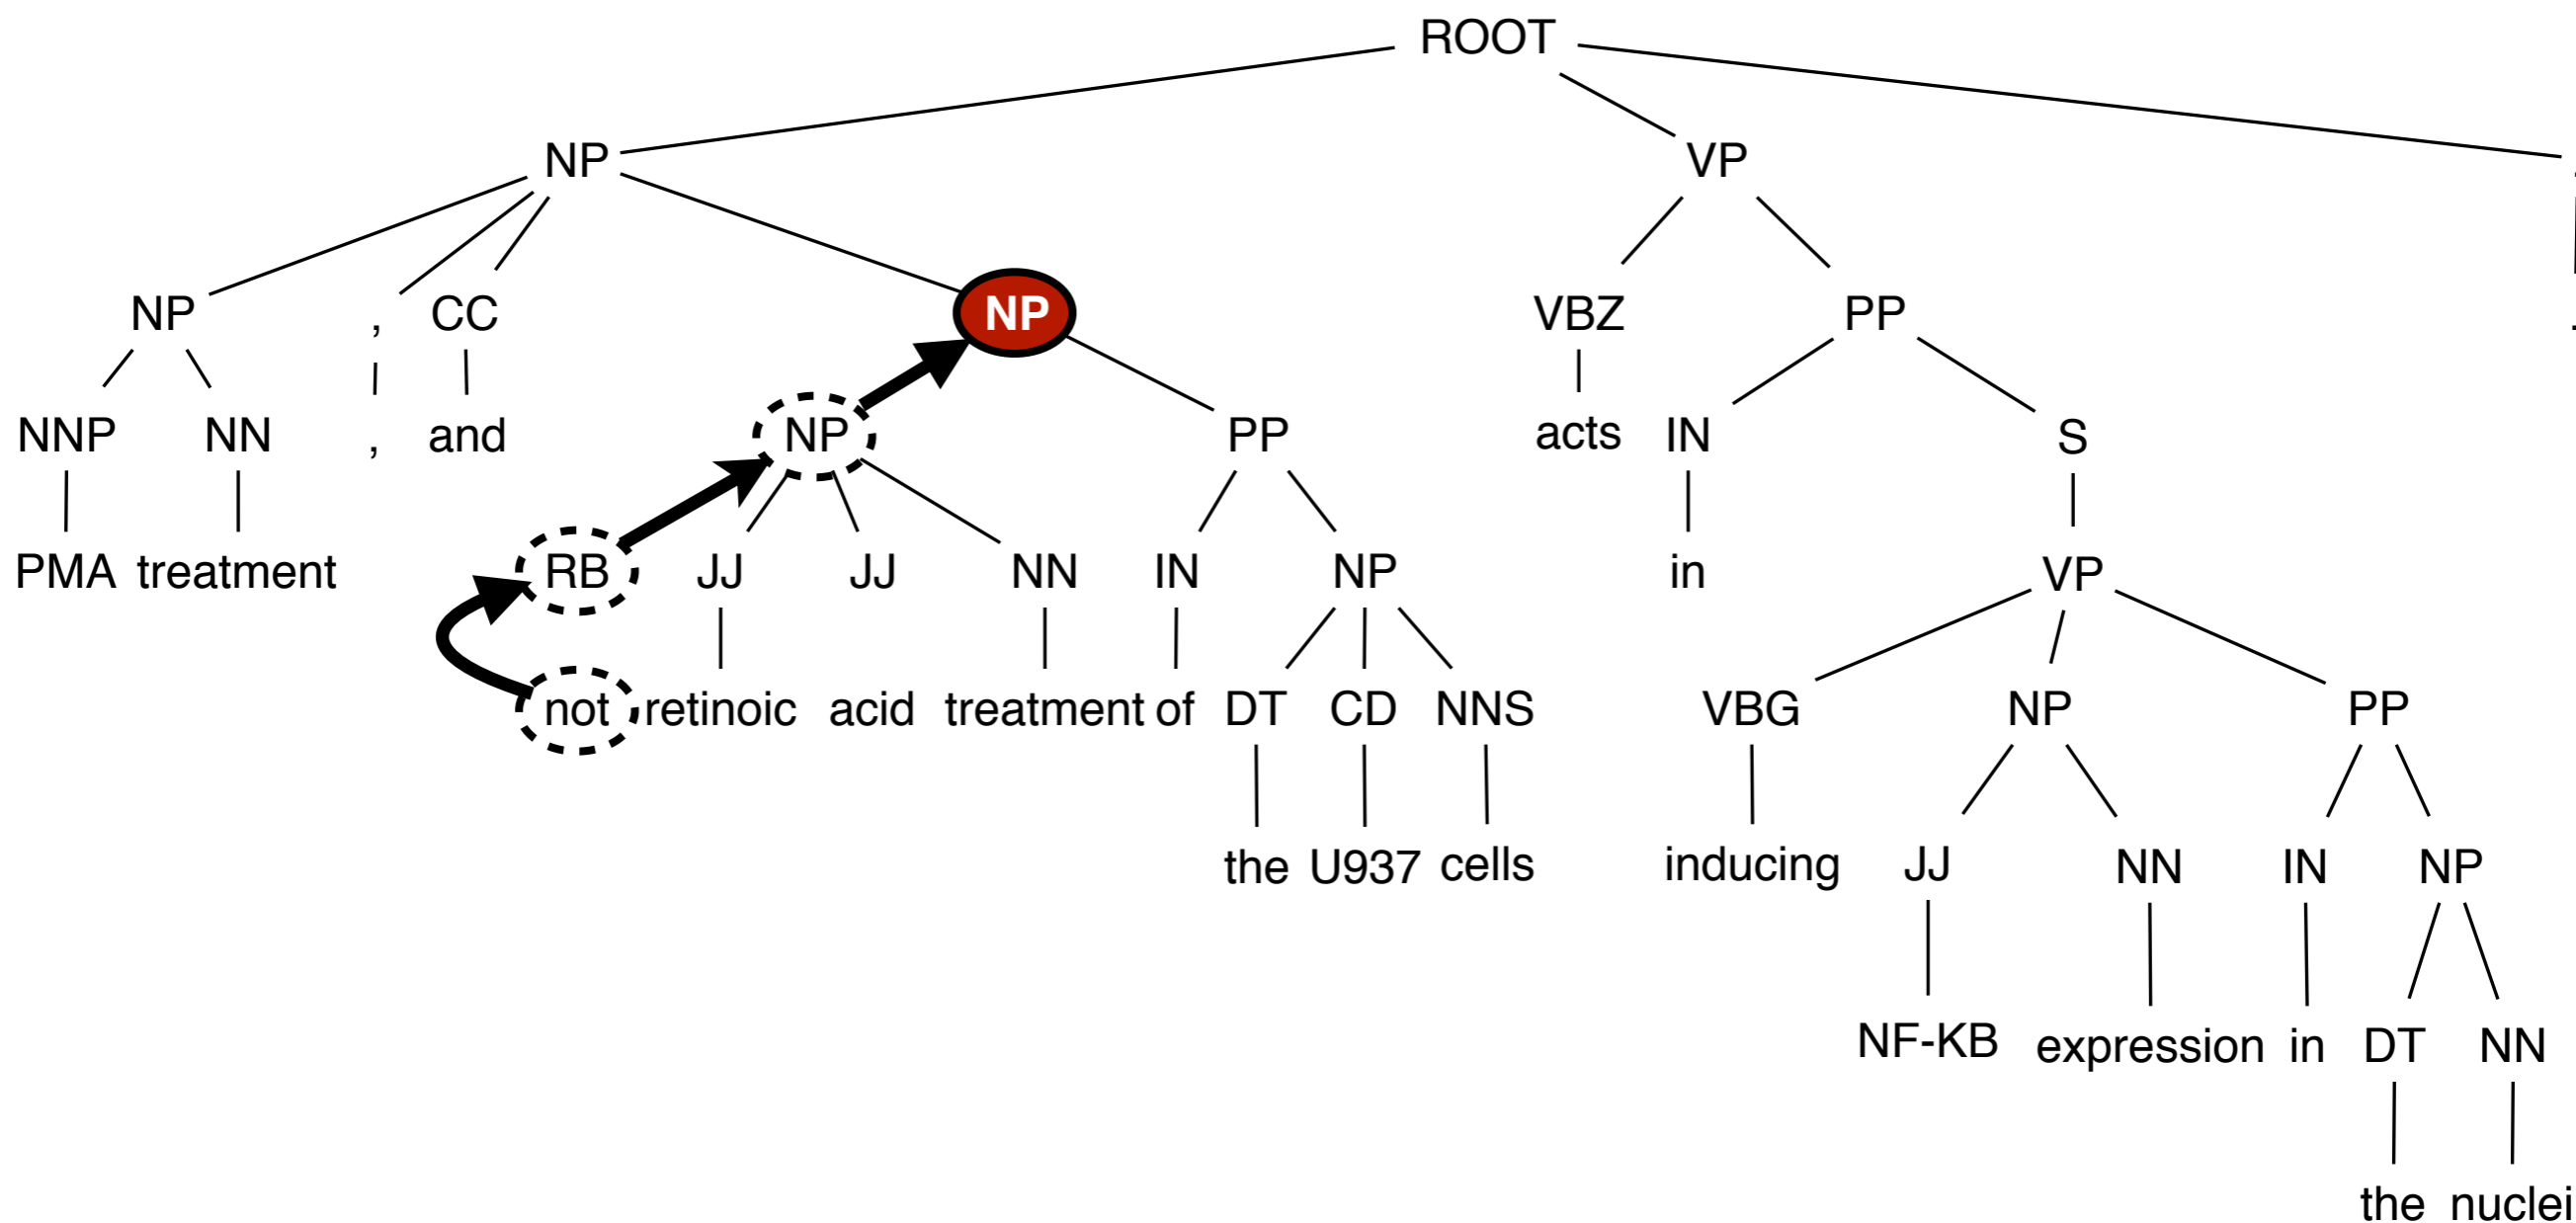 ROOT
NP VP
NP , CC NP VBZ PP .
NNP NN , and NP PP acts IN S
PMA treatment RB JJ JJ NN IN NP in VP
not retinoic acid treatment of DT CD NNS VBG NP PP
the U937 cells inducing JJ NN IN NP
NF-KB expression in DT NN
the nuclei